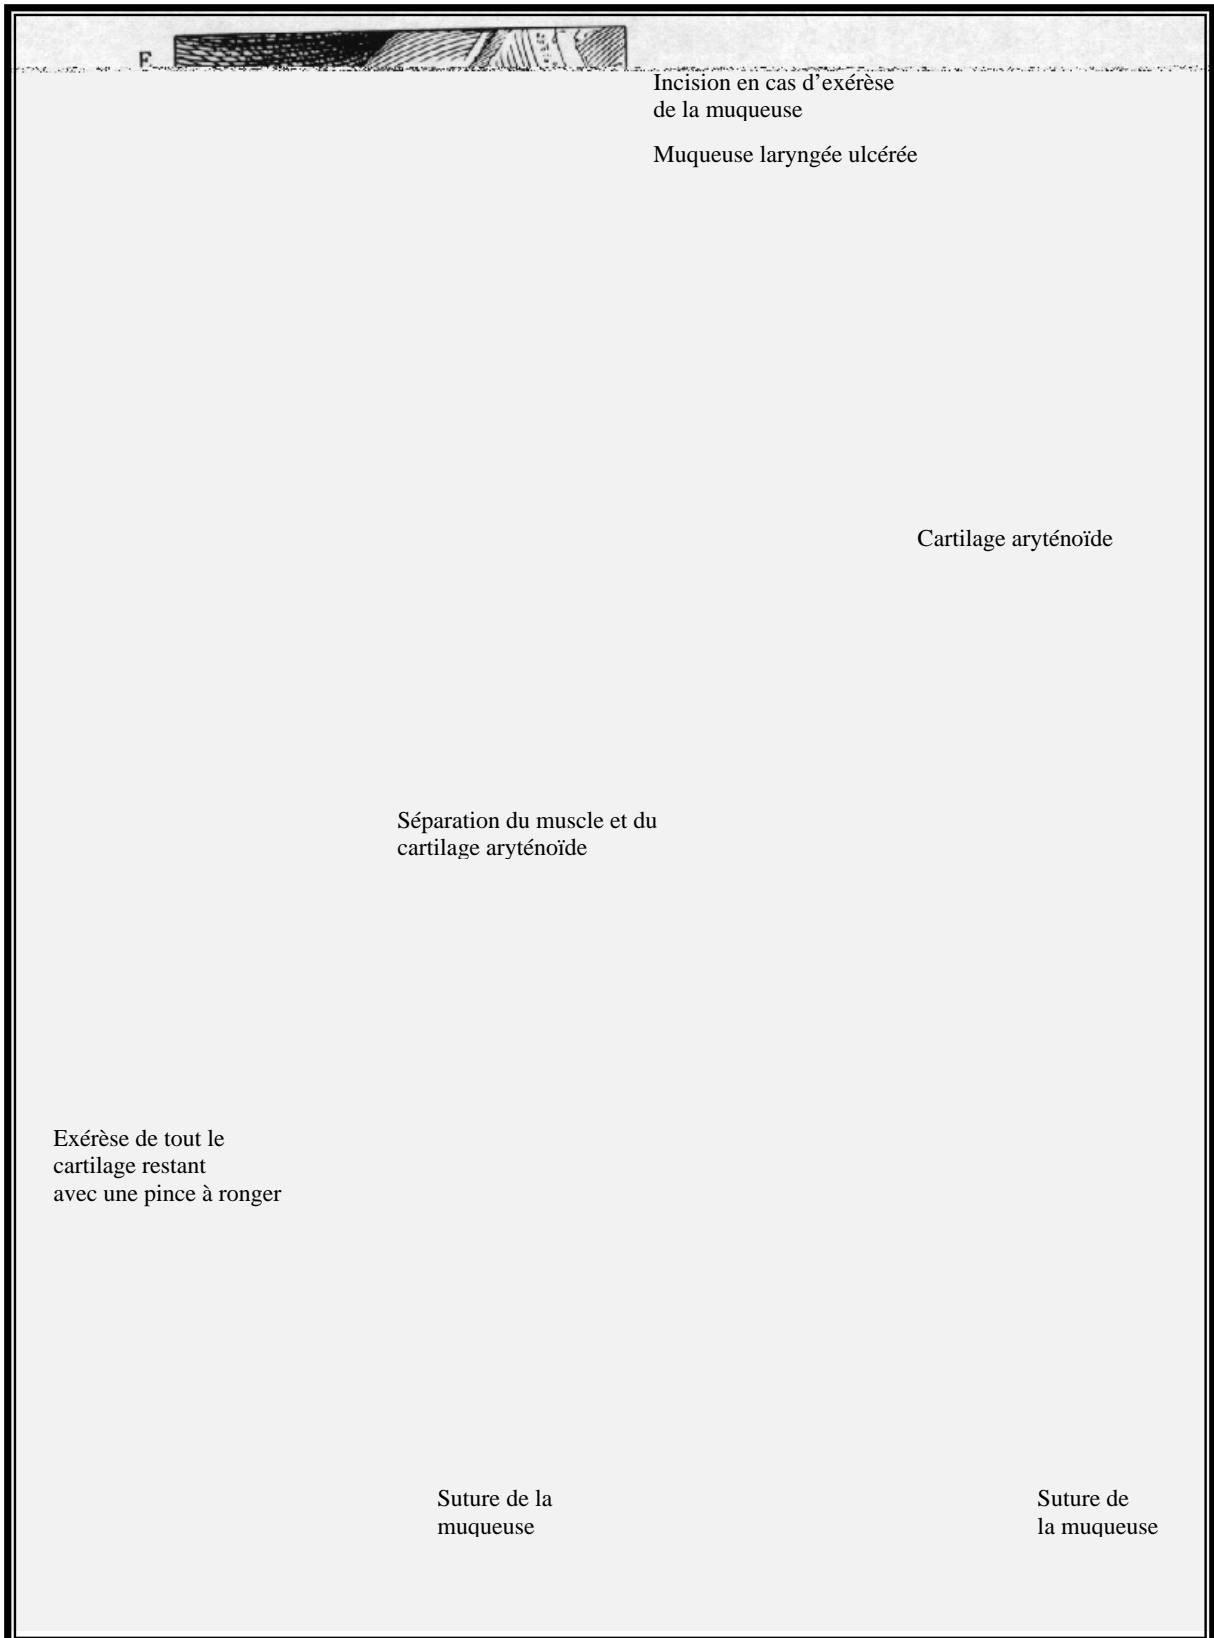 F
Incision en cas d’exérèse
de la muqueuse
Muqueuse laryngée ulcérée
Cartilage aryténoïde
Séparation du muscle et du
cartilage aryténoïde
Exérèse de tout le
cartilage restant
avec une pince à ronger
Suture de la
muqueuse
Suture de
la muqueuse